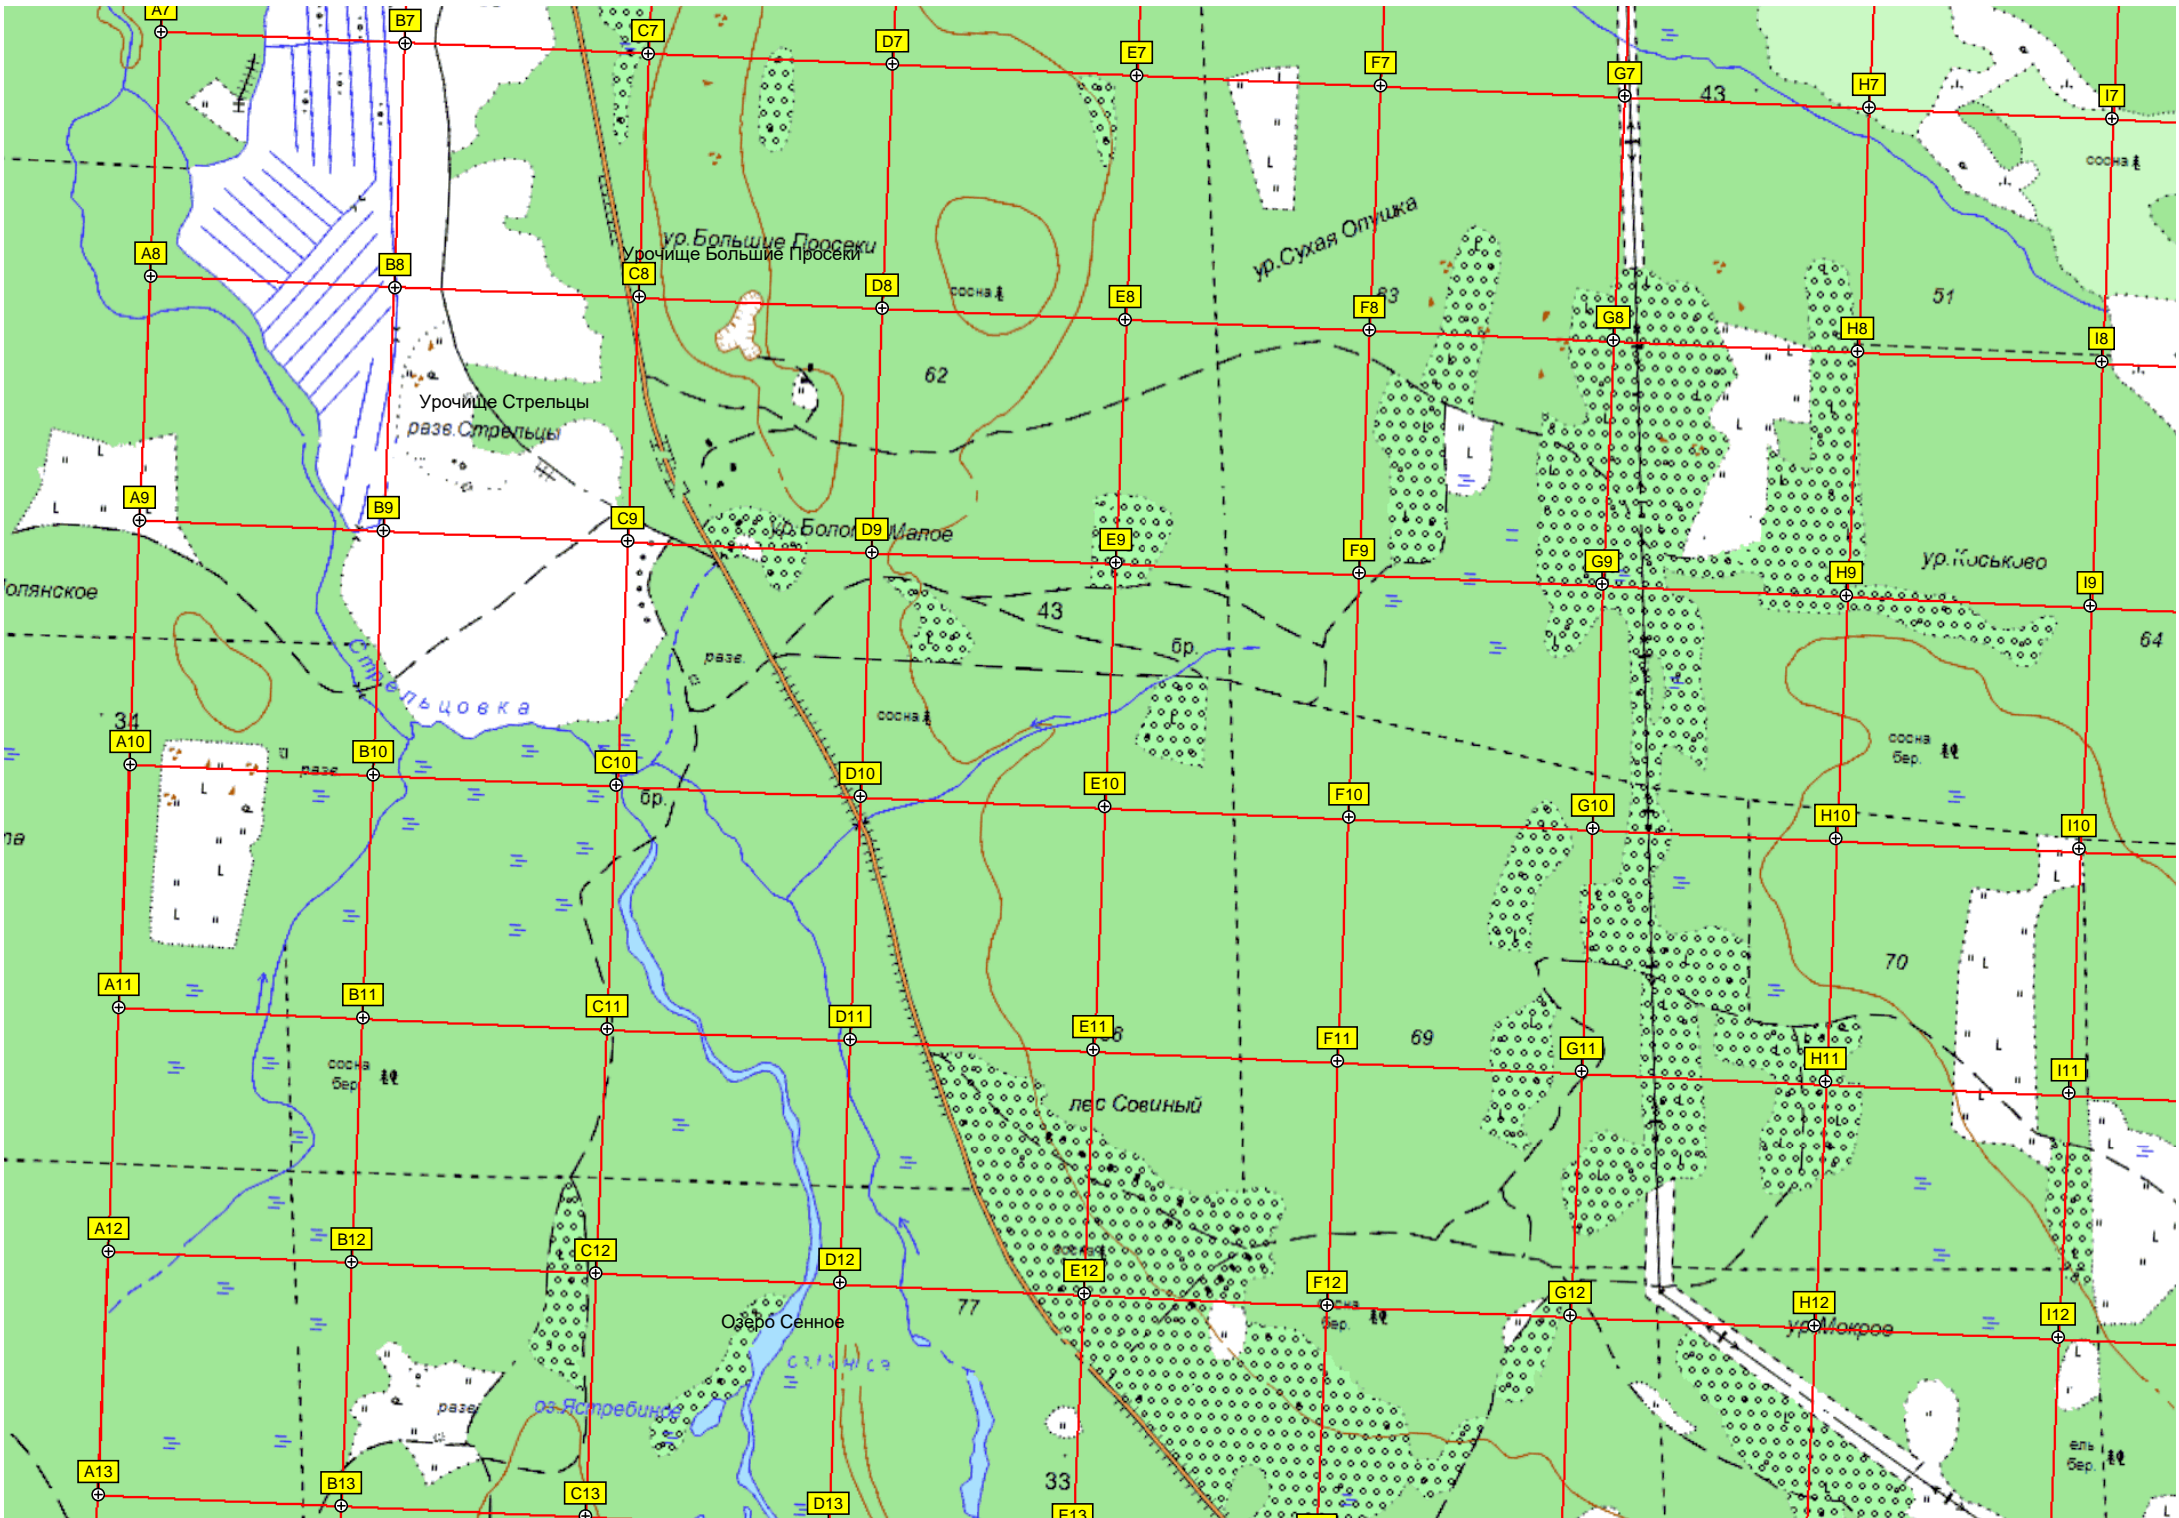 A7
B7
C7
D7
E7
F7
G7
43
H7
I7
сосна
ур.Большие Просеки
Урочище Большие Просеки
ур.Сухая Опушка
A8
B8
C8
D8
сосна
E8
F8
G8
H8
51
I8
62
Урочище Стрельцы
разв.Стрельцы
A9
B9
C9
D9
E9
F9
G9
H9
ур.Коськово
I9
43
бр.
64
разв.
Стрельцовка
сосна
34
A10
разв.
B10
C10
бр.
D10
E10
F10
G10
сосна
бер.
H10
I10
70
A11
B11
C11
D11
E11
F11
69
G11
H11
I11
сосна
бер.
лес Совиный
A12
B12
C12
D12
сосна
E12
F12
бер.
G12
H12
ур.Мокрое
I12
77
Озеро Сенное
оз.Ястребиное
разв.
ель
бер.
A13
B13
C13
D13
33
E13